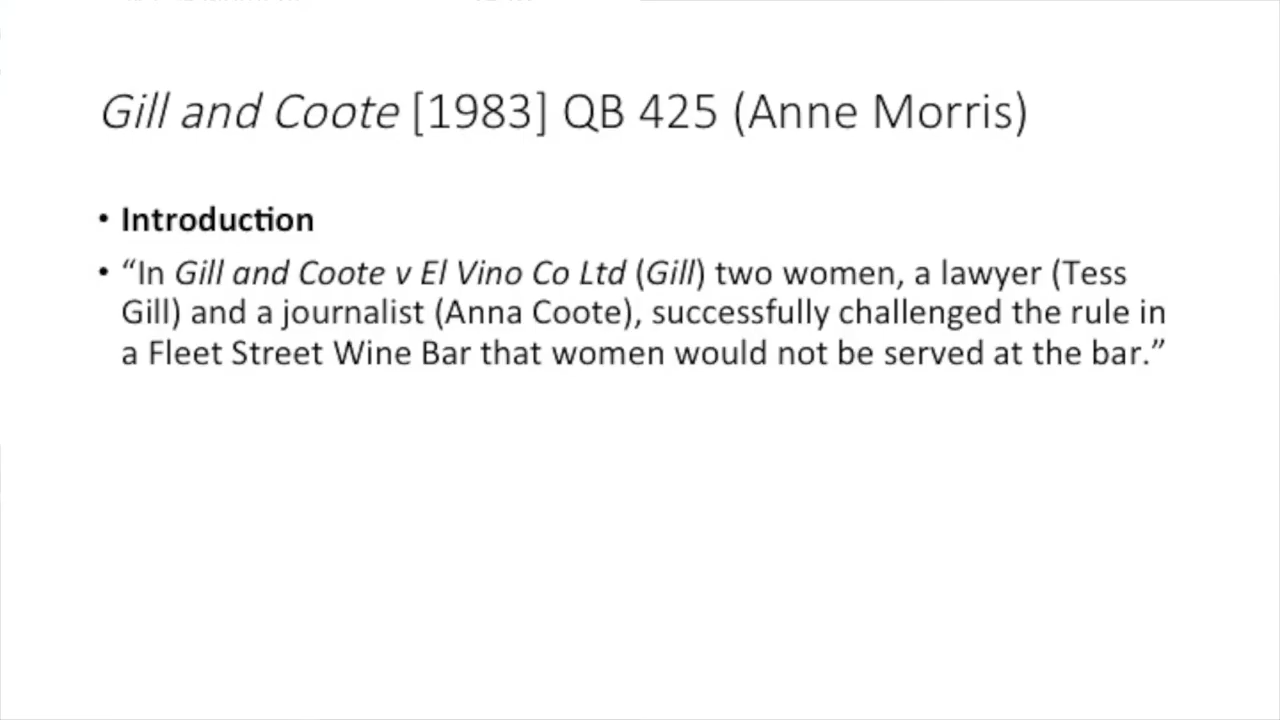 Gill and Coote [1983] QB 425 (Anne Morris)
• Introduction
• “In Gill and Coote v El Vino Co Ltd (Gill) two women, a lawyer (Tess
Gill) and a journalist (Anna Coote), successfully challenged the rule in
a Fleet Street Wine Bar that women would not be served at the bar.”